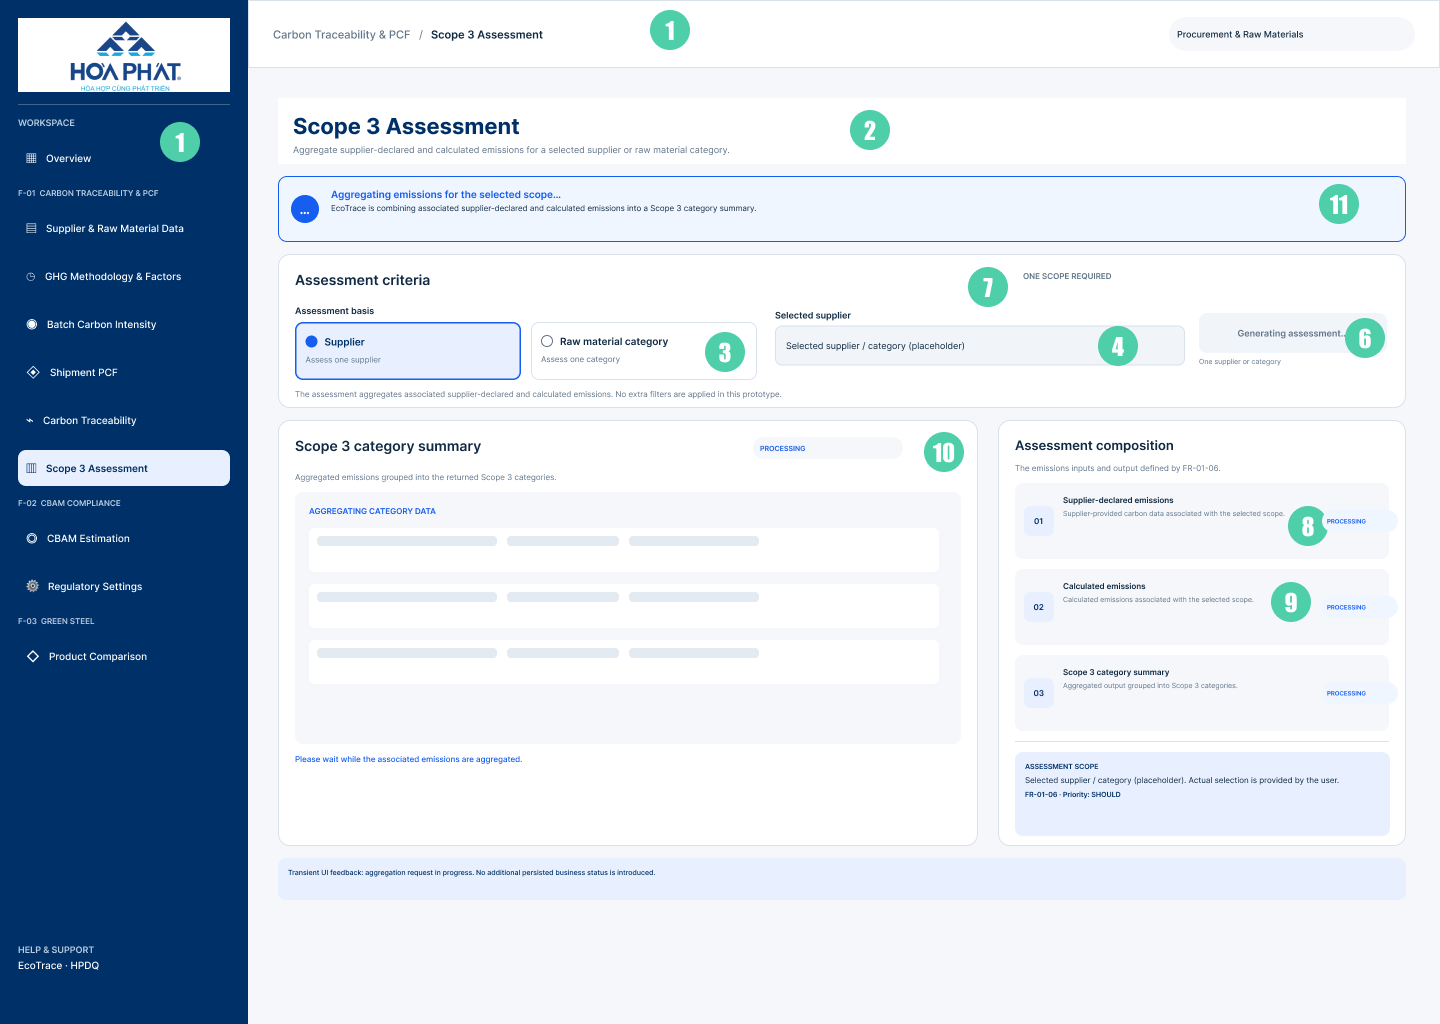 HÒA PHÁT
HÒA HỢP CÙNG PHÁT TRIỂN
WORKSPACE
1
Overview
F-01 CARBON TRACEABILITY & PCF
Supplier & Raw Material Data
GHG Methodology & Factors
Batch Carbon Intensity
Shipment PCF
Carbon Traceability
Scope 3 Assessment
F-02 CBAM COMPLIANCE
CBAM Estimation
Regulatory Settings
F-03 GREEN STEEL
Product Comparison
HELP & SUPPORT
EcoTrace · HPDQ
Carbon Traceability & PCF / Scope 3 Assessment
1
Procurement & Raw Materials
Scope 3 Assessment
2
Aggregate supplier-declared and calculated emissions for a selected supplier or raw material category.
...
Aggregating emissions for the selected scope...
EcoTrace is combining associated supplier-declared and calculated emissions into a Scope 3 category summary.
11
Assessment criteria
7
ONE SCOPE REQUIRED
Assessment basis
Supplier
Assess one supplier
Raw material category
Assess one category
3
Selected supplier
Selected supplier / category (placeholder)
4
Generating assessment...
6
One supplier or category
The assessment aggregates associated supplier-declared and calculated emissions. No extra filters are applied in this prototype.
Scope 3 category summary
PROCESSING
10
Aggregated emissions grouped into the returned Scope 3 categories.
AGGREGATING CATEGORY DATA
Please wait while the associated emissions are aggregated.
Assessment composition
The emissions inputs and output defined by FR-01-06.
01
Supplier-declared emissions
Supplier-provided carbon data associated with the selected scope.
8
PROCESSING
02
Calculated emissions
Calculated emissions associated with the selected scope.
9
PROCESSING
03
Scope 3 category summary
Aggregated output grouped into Scope 3 categories.
PROCESSING
ASSESSMENT SCOPE
Selected supplier / category (placeholder). Actual selection is provided by the user.
FR-01-06 · Priority: SHOULD
Transient UI feedback: aggregation request in progress. No additional persisted business status is introduced.